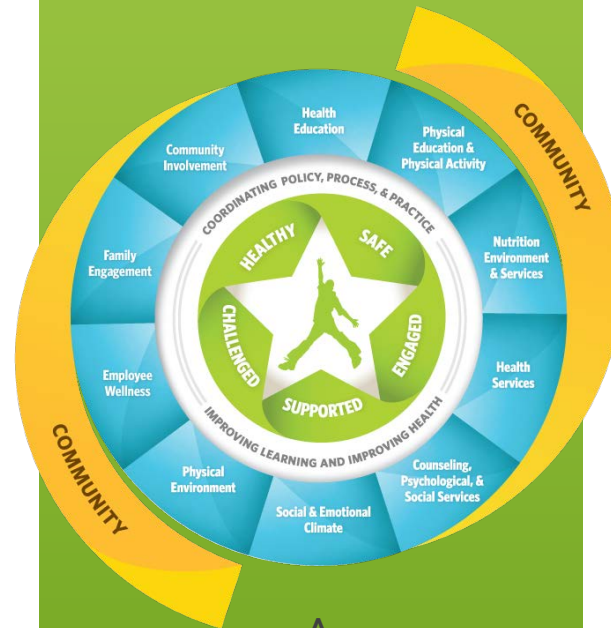 COMMUNITY
Health
Education
Physical
Education &
Physical Activity
Nutrition
Environment
& Services
Health
Services
Counseling,
Psychological, &
Social Services
Social & Emotional
Climate
Physical
Environment
Employee
Wellness
Family
Engagement
Community
Involvement
COORDINATING POLICY, PROCESS, & PRACTICE
IMPROVING LEARNING AND IMPROVING HEALTH
HEALTHY
SAFE
ENGAGED
SUPPORTED
CHALLENGED
COMMUNITY